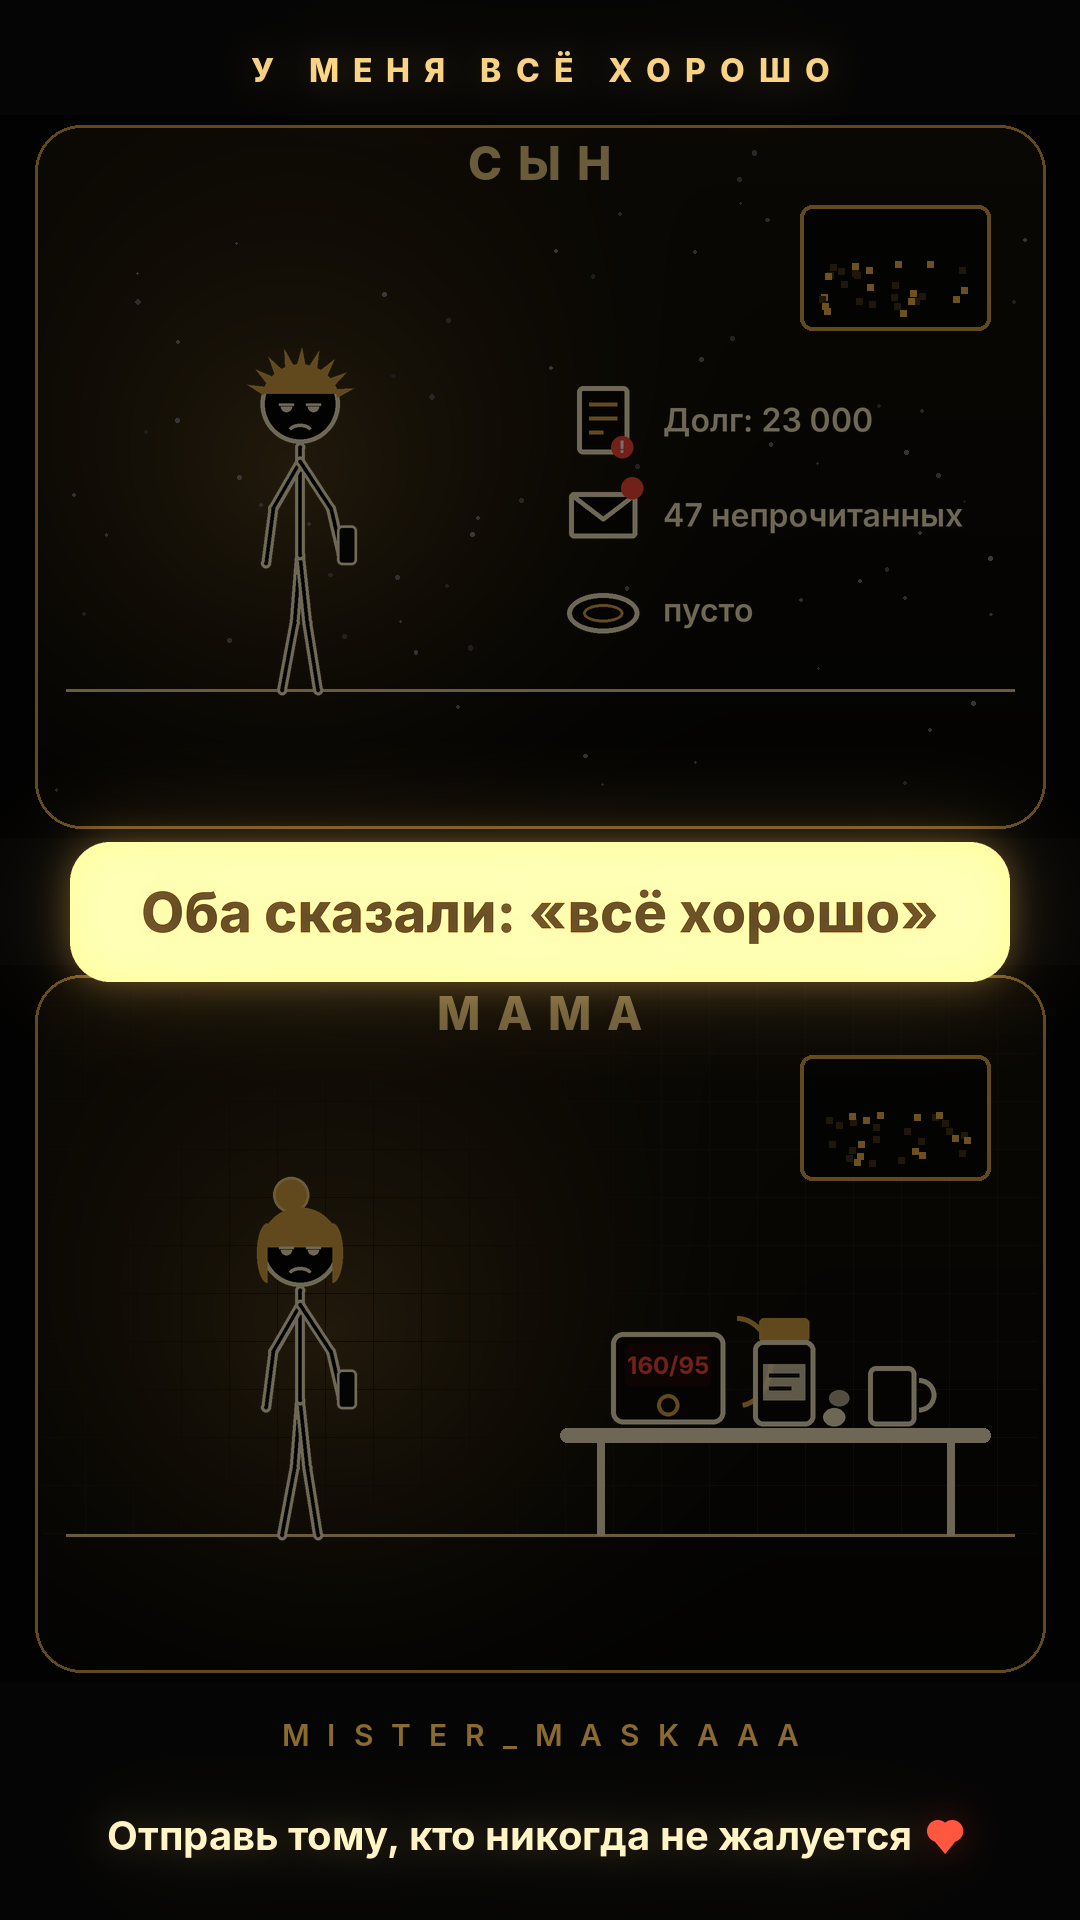 У МЕНЯ ВСЁ ХОРОШО
СЫН
Долг: 23 000
!
47 непрочитанных
пусто
Оба сказали: «всё хорошо»
МАМА
160/95
MISTER_MASKAAA
Отправь тому, кто никогда не жалуется